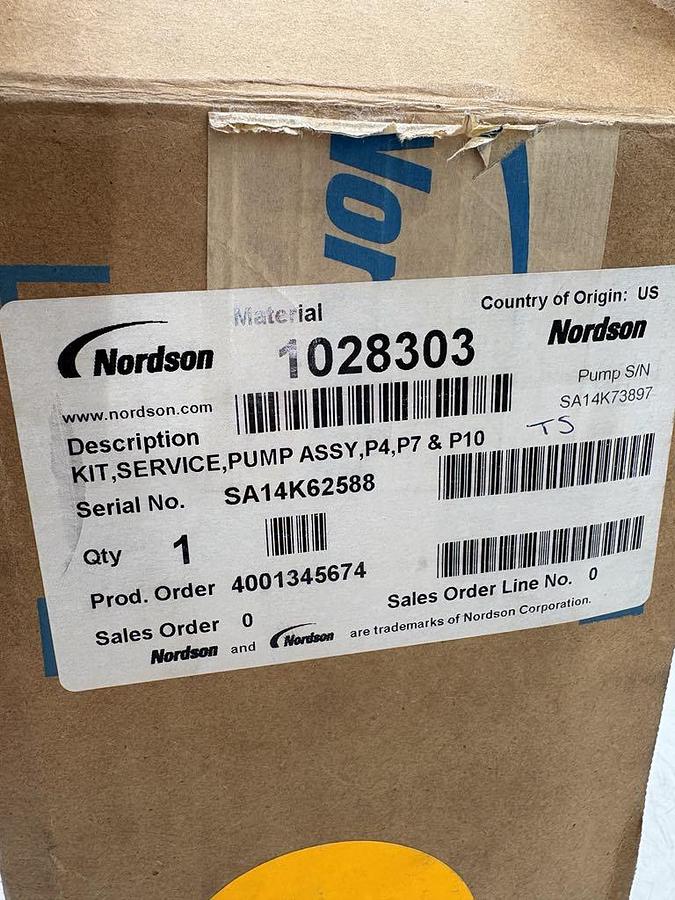 Nor
Material
Country of Origin: US
Nordson
1028303
Nordson
www.nordson.com
Pump S/N
SA14K73897
Description
TS
KIT,SERVICE,PUMP ASSY,P4,P7 & P10
Serial No. SA14K62588
Qty 1
Prod. Order 4001345674
Sales Order 0
Sales Order Line No. 0
Nordson and Nordson are trademarks of Nordson Corporation.